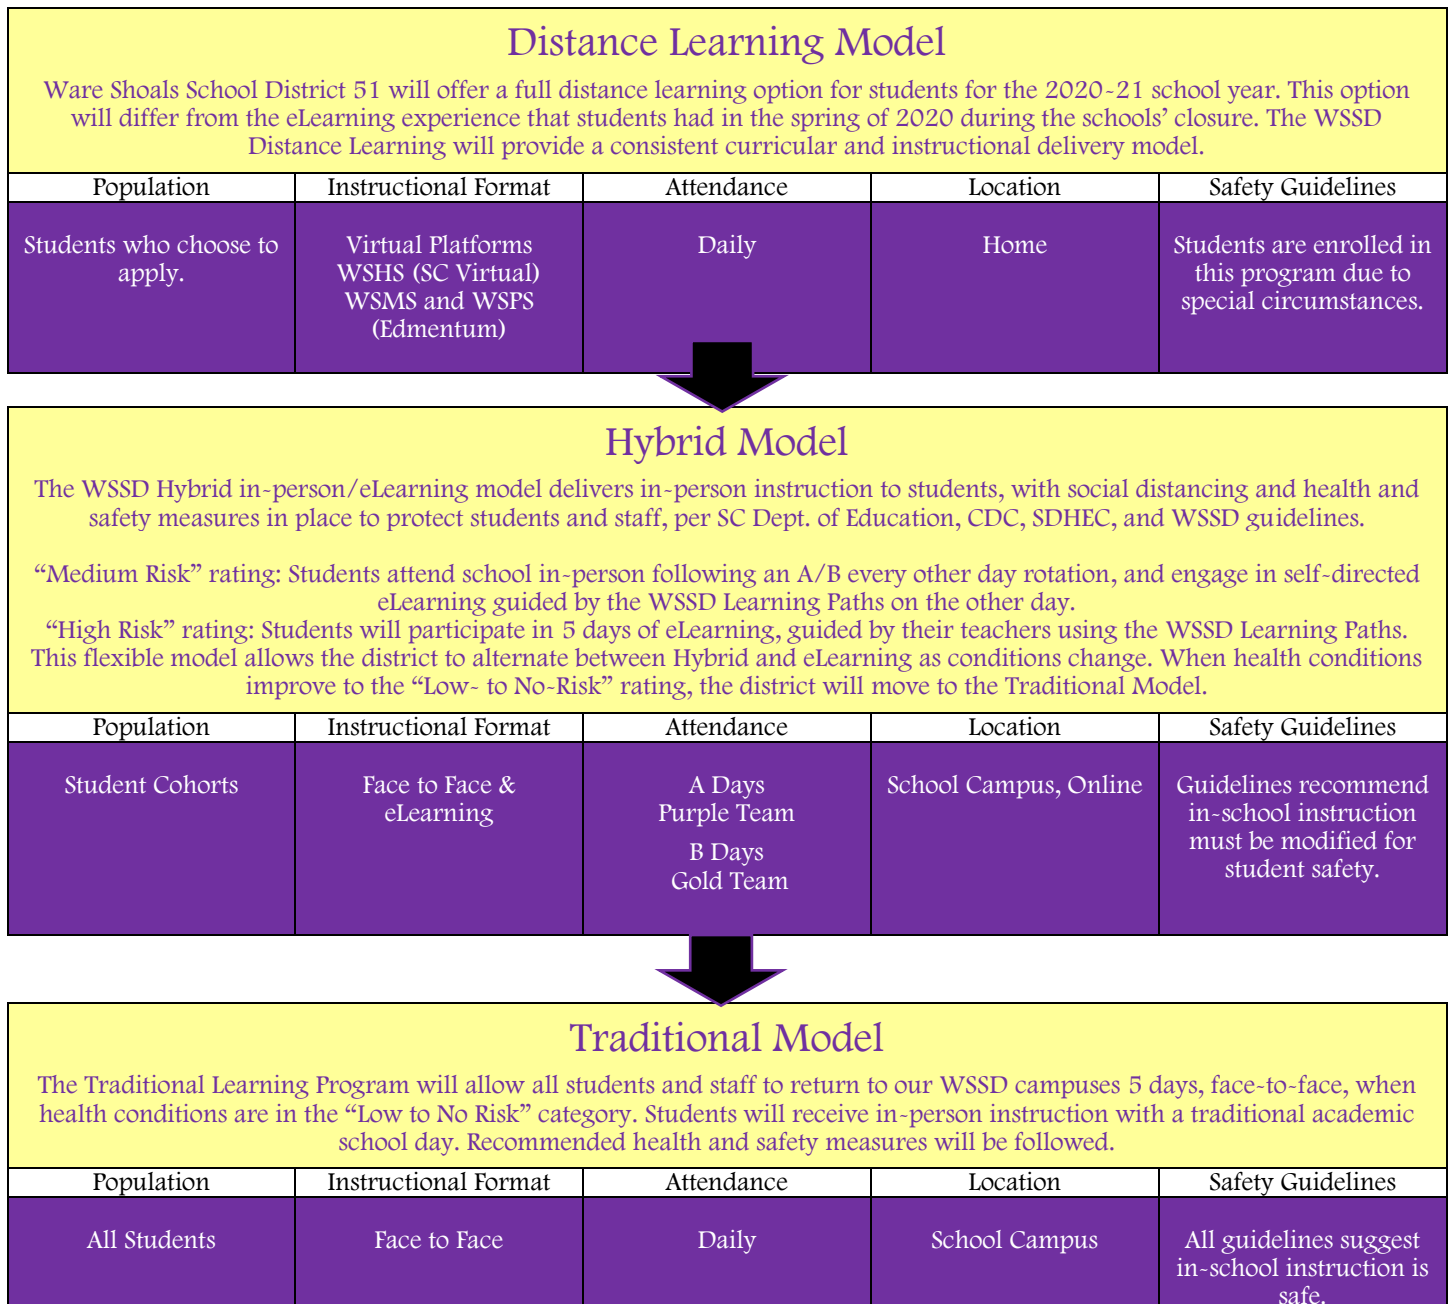 Distance Learning Model
Ware Shoals School District 51 will offer a full distance learning option for students for the 2020-21 school year. This option
will differ from the eLearning experience that students had in the spring of 2020 during the schools’ closure. The WSSD
Distance Learning will provide a consistent curricular and instructional delivery model.
Population
Instructional Format
Attendance
Location
Safety Guidelines
Students who choose to
apply.
Virtual Platforms
WSHS (SC Virtual)
WSMS and WSPS
(Edmentum)
Daily
Home
Students are enrolled in
this program due to
special circumstances.
Hybrid Model
The WSSD Hybrid in-person/eLearning model delivers in-person instruction to students, with social distancing and health and
safety measures in place to protect students and staff, per SC Dept. of Education, CDC, SDHEC, and WSSD guidelines.
“Medium Risk” rating: Students attend school in-person following an A/B every other day rotation, and engage in self-directed
eLearning guided by the WSSD Learning Paths on the other day.
“High Risk” rating: Students will participate in 5 days of eLearning, guided by their teachers using the WSSD Learning Paths.
This flexible model allows the district to alternate between Hybrid and eLearning as conditions change. When health conditions
improve to the “Low- to No-Risk” rating, the district will move to the Traditional Model.
Population
Instructional Format
Attendance
Location
Safety Guidelines
Student Cohorts
Face to Face &
eLearning
A Days
Purple Team
B Days
Gold Team
School Campus, Online
Guidelines recommend
in-school instruction
must be modified for
student safety.
Traditional Model
The Traditional Learning Program will allow all students and staff to return to our WSSD campuses 5 days, face-to-face, when
health conditions are in the “Low to No Risk” category. Students will receive in-person instruction with a traditional academic
school day. Recommended health and safety measures will be followed.
Population
Instructional Format
Attendance
Location
Safety Guidelines
All Students
Face to Face
Daily
School Campus
All guidelines suggest
in-school instruction is
safe.